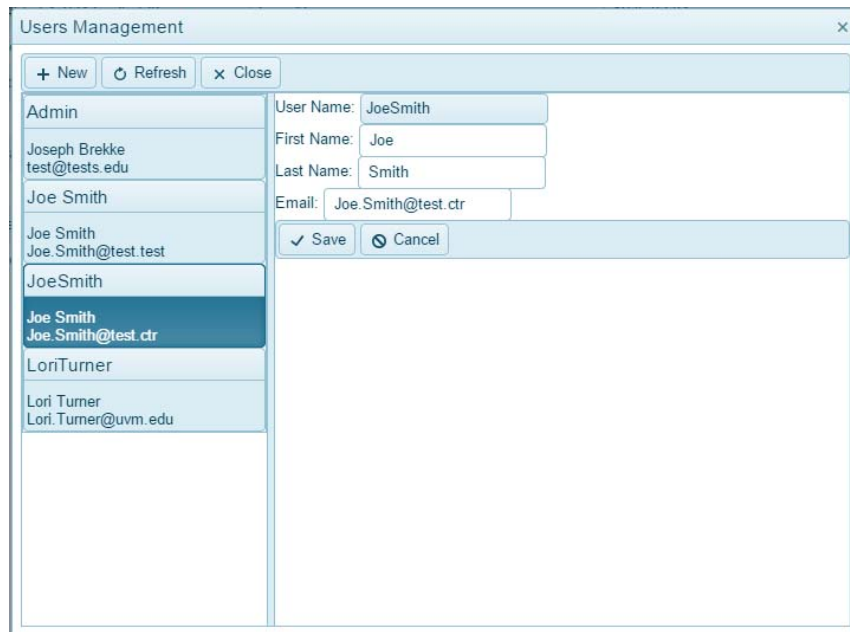 Users Management
New Refresh Close
Admin
Joseph Brekke
test@tests.edu
Joe Smith
Joe Smith
Joe.Smith@test.test
JoeSmith
Joe Smith
Joe.Smith@test.ctr
LoriTurner
Lori Turner
Lori.Turner@uvm.edu
User Name: JoeSmith
First Name: Joe
Last Name: Smith
Email: Joe.Smith@test.ctr
Save Cancel